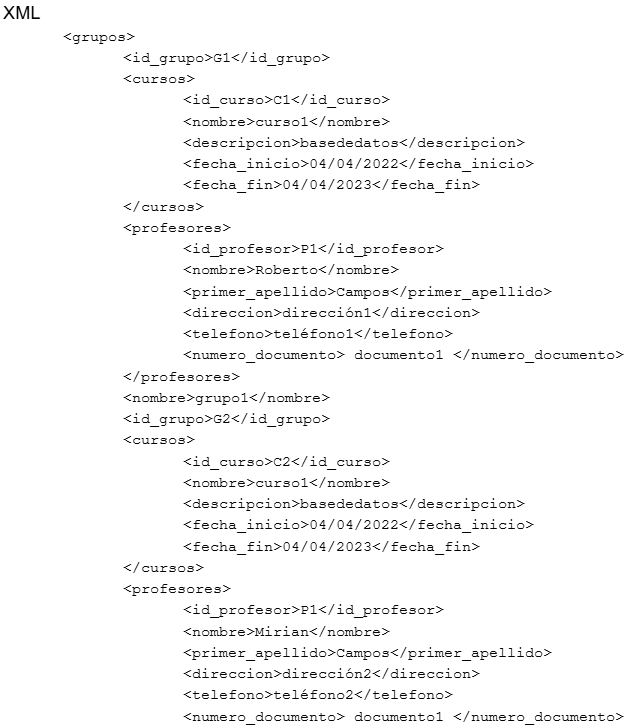 XML
<grupos>
<id_grupo>G1</id_grupo>
<cursos>
<id_curso>C1</id_curso>
<nombre>curso1</nombre>
<descripcion>basededatos</descripcion>
<fecha_inicio>04/04/2022</fecha_inicio>
<fecha_fin>04/04/2023</fecha_fin>
</cursos>
<profesores>
<id_profesor>P1</id_profesor>
<nombre>Roberto</nombre>
<primer_apellido>Campos</primer_apellido>
<direccion>dirección1</direccion>
<telefono>teléfono1</telefono>
<numero_documento> documento1 </numero_documento>
</profesores>
<nombre>grupo1</nombre>
<id_grupo>G2</id_grupo>
<cursos>
<id_curso>C2</id_curso>
<nombre>curso1</nombre>
<descripcion>basededatos</descripcion>
<fecha_inicio>04/04/2022</fecha_inicio>
<fecha_fin>04/04/2023</fecha_fin>
</cursos>
<profesores>
<id_profesor>P1</id_profesor>
<nombre>Mirian</nombre>
<primer_apellido>Campos</primer_apellido>
<direccion>dirección2</direccion>
<telefono>teléfono2</telefono>
<numero_documento> documento1 </numero_documento>